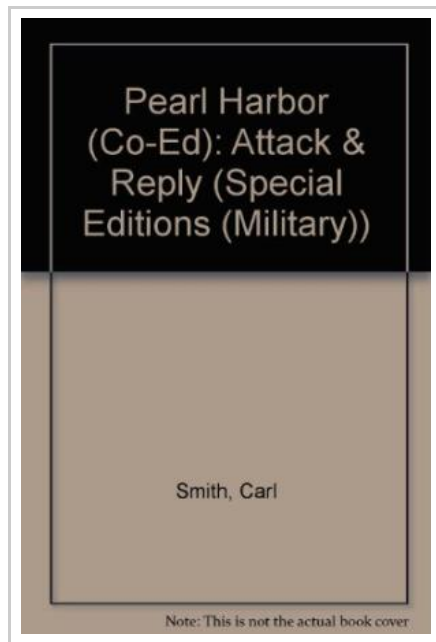 Pearl Harbor
(Co-Ed): Attack &
Reply (Special
Editions (Military))
Smith, Carl
Note: This is not the actual book cover